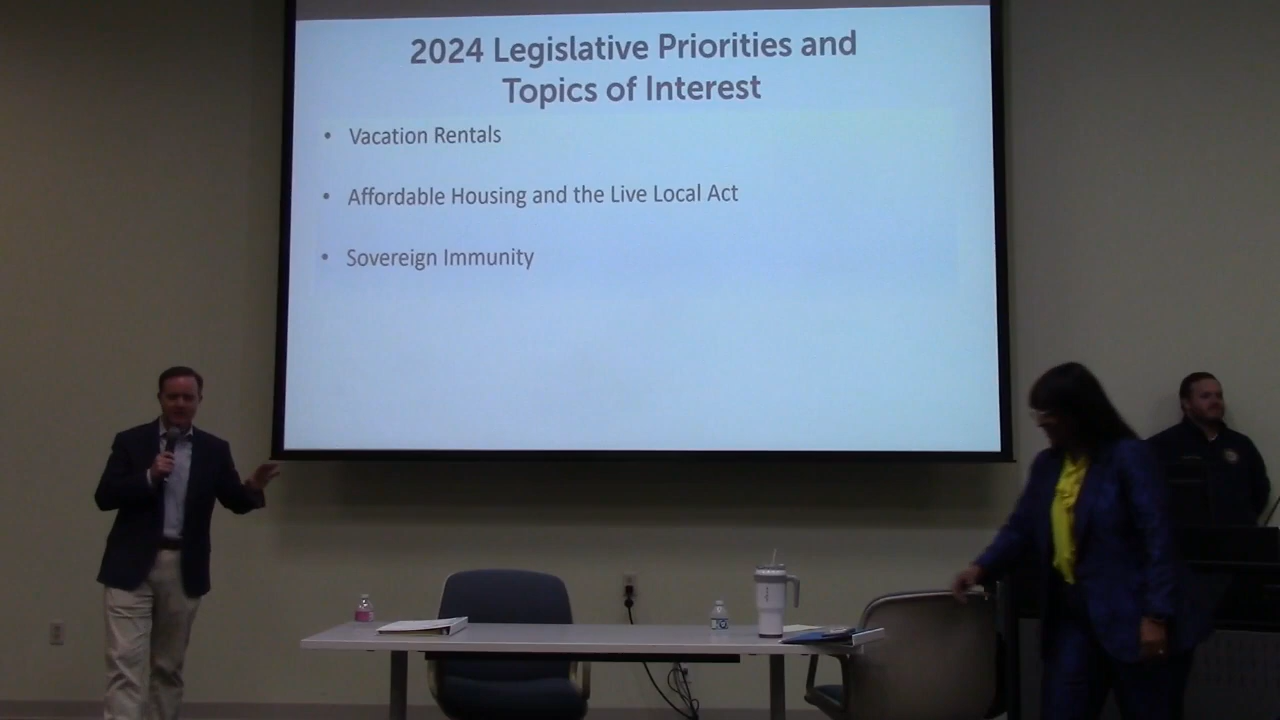 2024 Legislative Priorities and
Topics of Interest
• Vacation Rentals
• Affordable Housing and the Live Local Act
• Sovereign Immunity